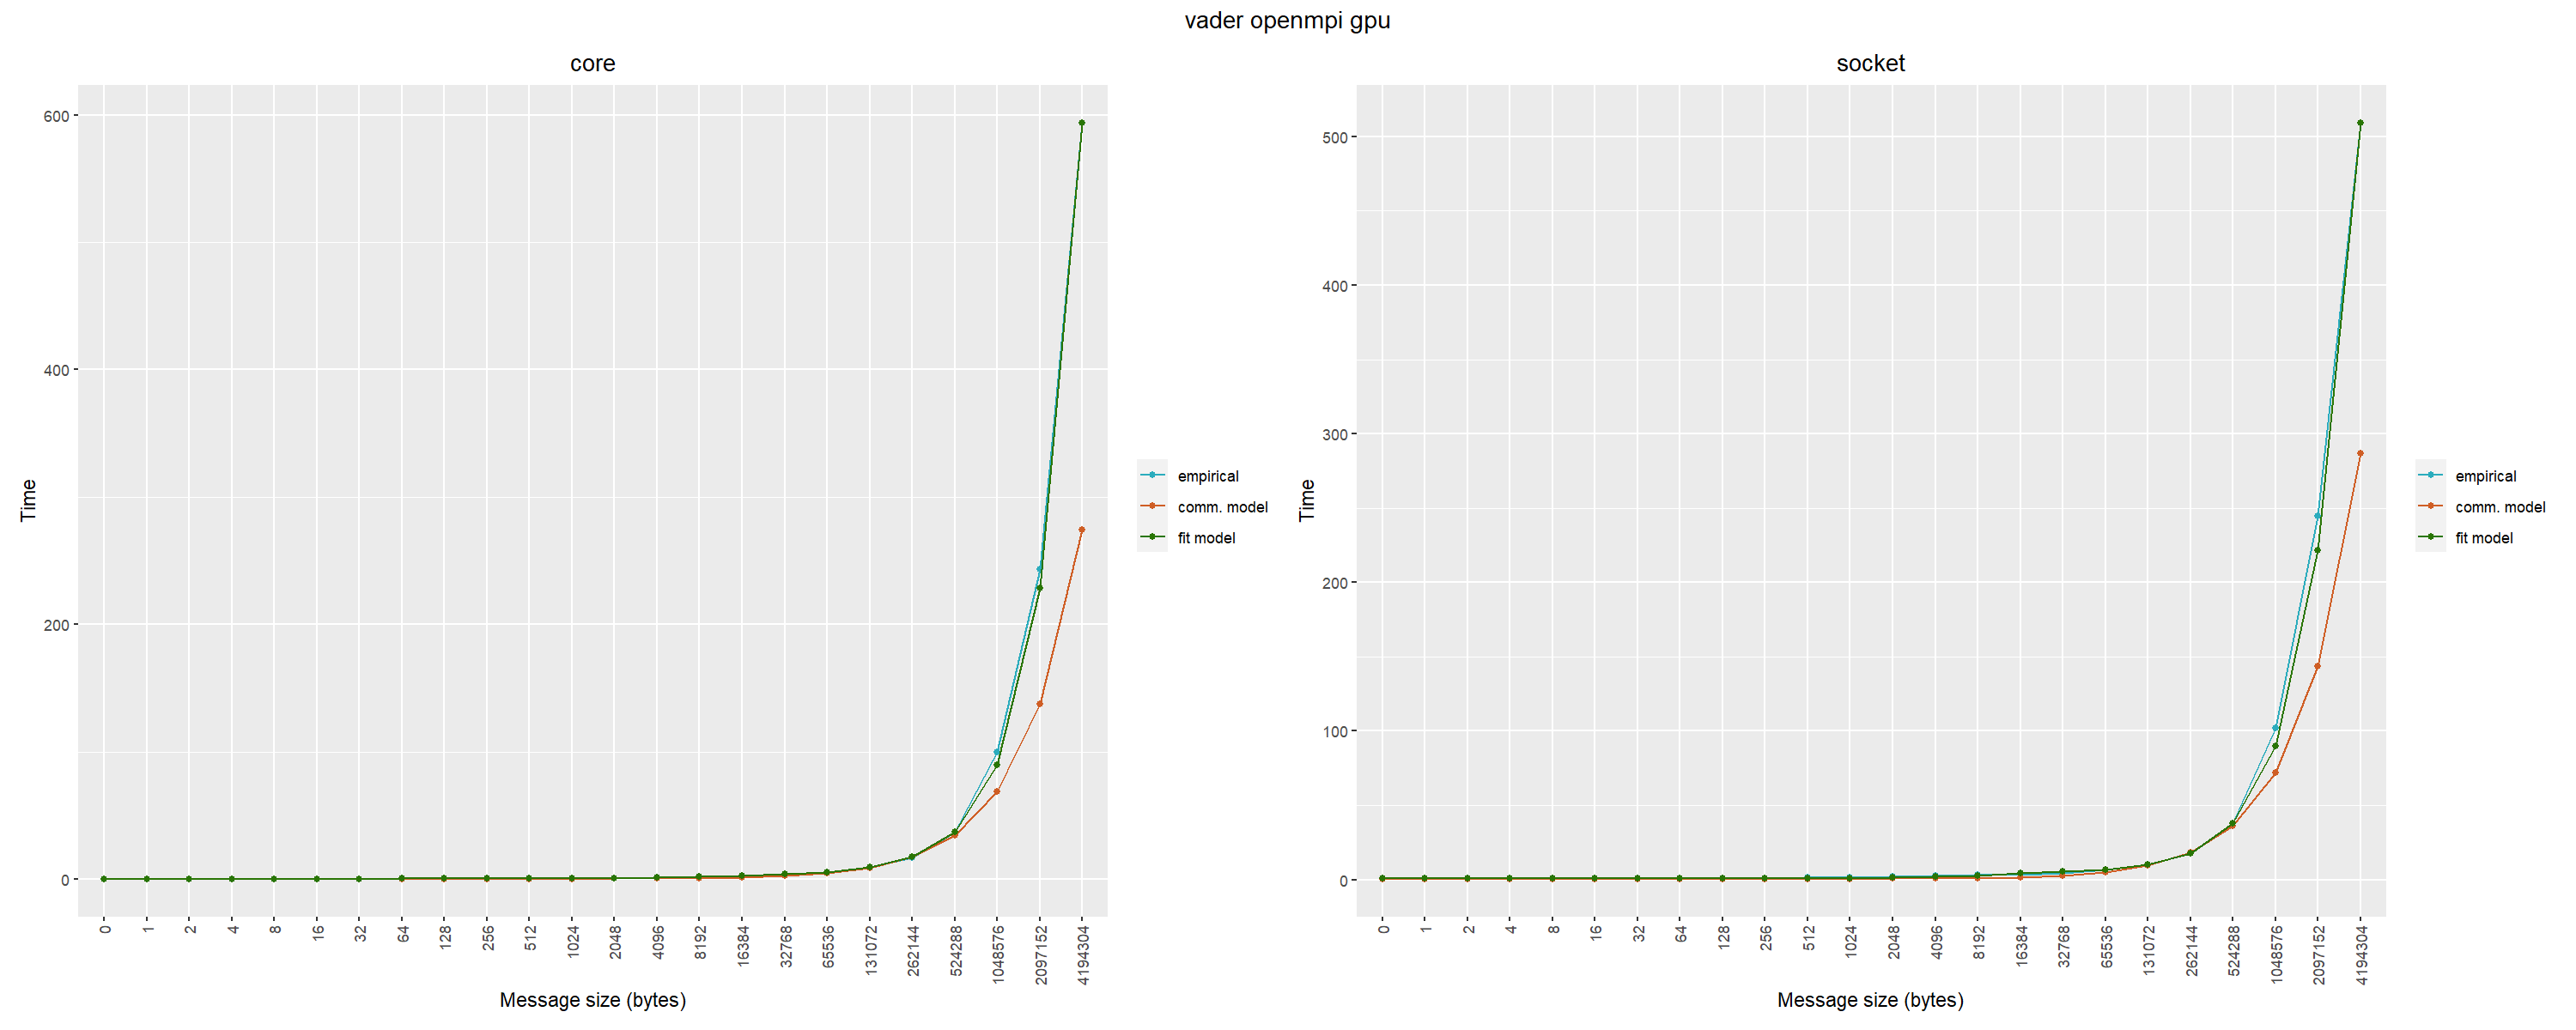 vader openmpi gpu
core
600
400
200
0
Time
0 1 2 4 8 16 32 64 128 256 512 1024 2048 4096 8192 16384 32768 65536 131072 262144 524288 1048576 2097152 4194304
Message size (bytes)
empirical
comm. model
fit model
socket
500
400
300
200
100
0
Time
0 1 2 4 8 16 32 64 128 256 512 1024 2048 4096 8192 16384 32768 65536 131072 262144 524288 1048576 2097152 4194304
Message size (bytes)
empirical
comm. model
fit model